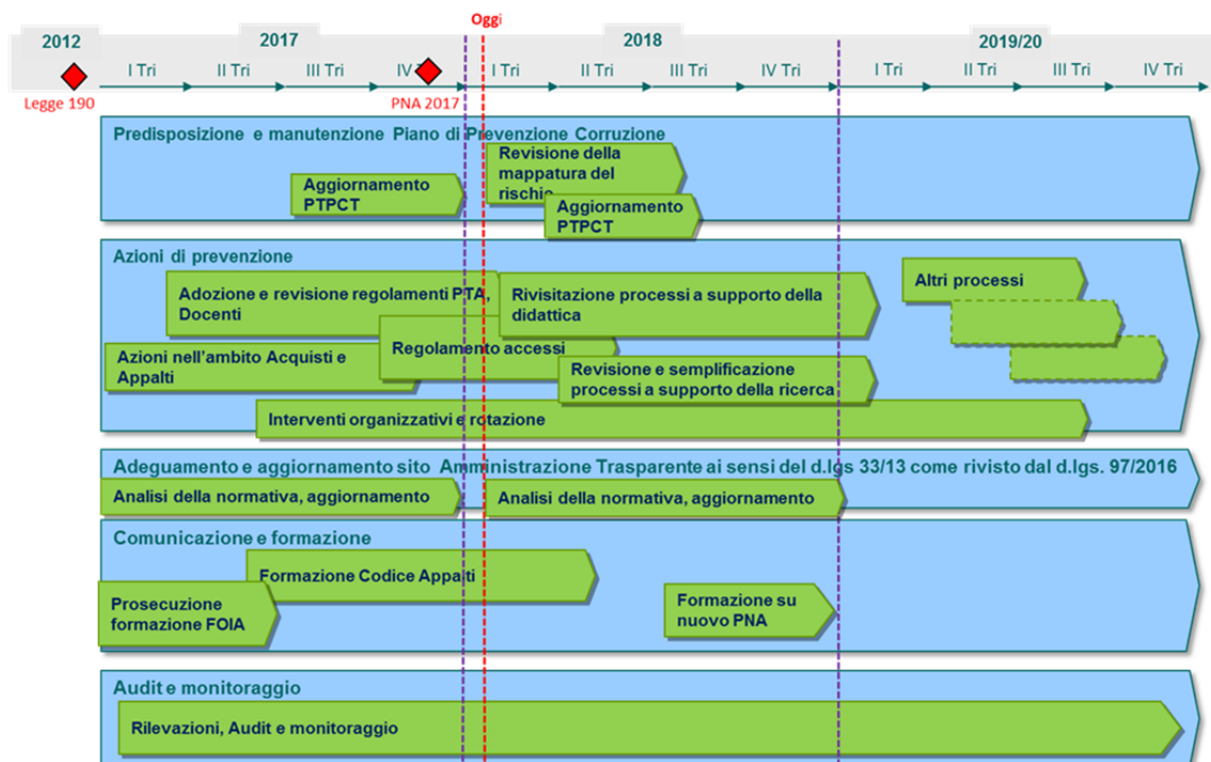 Oggi
2012
2017
2018
2019/20
I Tri
II Tri
III Tri
IV T
I Tri
II Tri
III Tri
IV Tri
I Tri
II Tri
III Tri
IV Tri
Legge 190
PNA 2017
Predisposizione e manutenzione Piano di Prevenzione Corruzione
Aggiornamento
PTPCT
Revisione della
mappatura del
rischio
Aggiornamento
PTPCT
Azioni di prevenzione
Adozione e revisione regolamenti PTA,
Docenti
Rivisitazione processi a supporto della
didattica
Altri processi
Azioni nell'ambito Acquisti e
Appalti
Regolamento accessi
Revisione e semplificazione
processi a supporto della ricerca
Interventi organizzativi e rotazione
Adeguamento e aggiornamento sito Amministrazione Trasparente ai sensi del d.lgs 33/13 come rivisto dal d.lgs. 97/2016
Analisi della normativa, aggiornamento
Analisi della normativa, aggiornamento
Comunicazione e formazione
Formazione Codice Appalti
Prosecuzione
formazione FOIA
Formazione su
nuovo PNA
Audit e monitoraggio
Rilevazioni, Audit e monitoraggio